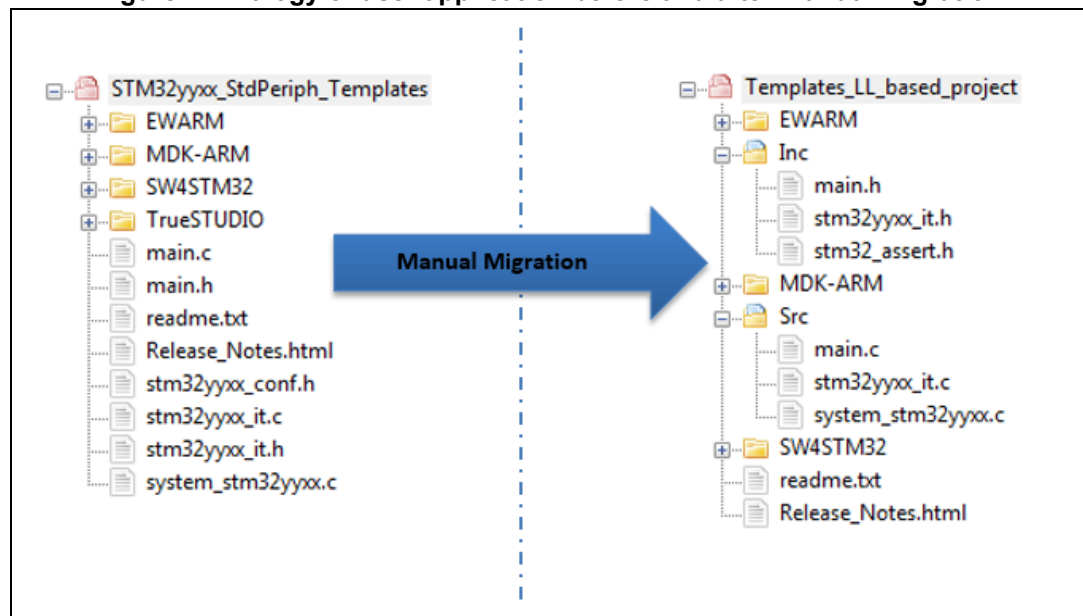 STM32yyxx_StdPeriph_Templates
EWARM
MDK-ARM
SW4STM32
TrueSTUDIO
main.c
main.h
readme.txt
Release_Notes.html
stm32yyxx_conf.h
stm32yyxx_it.c
stm32yyxx_it.h
system_stm32yyxx.c
Manual Migration
Templates_LL_based_project
EWARM
Inc
main.h
stm32yyxx_it.h
stm32_assert.h
MDK-ARM
Src
main.c
stm32yyxx_it.c
system_stm32yyxx.c
SW4STM32
readme.txt
Release_Notes.html